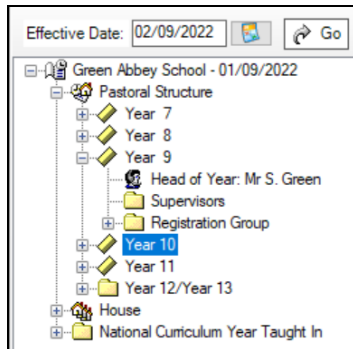 Effective Date: 02/09/2022 Go
Green Abbey School - 01/09/2022
Pastoral Structure
Year 7
Year 8
Year 9
Head of Year: Mr S. Green
Supervisors
Registration Group
Year 10
Year 11
Year 12/Year 13
House
National Curriculum Year Taught In